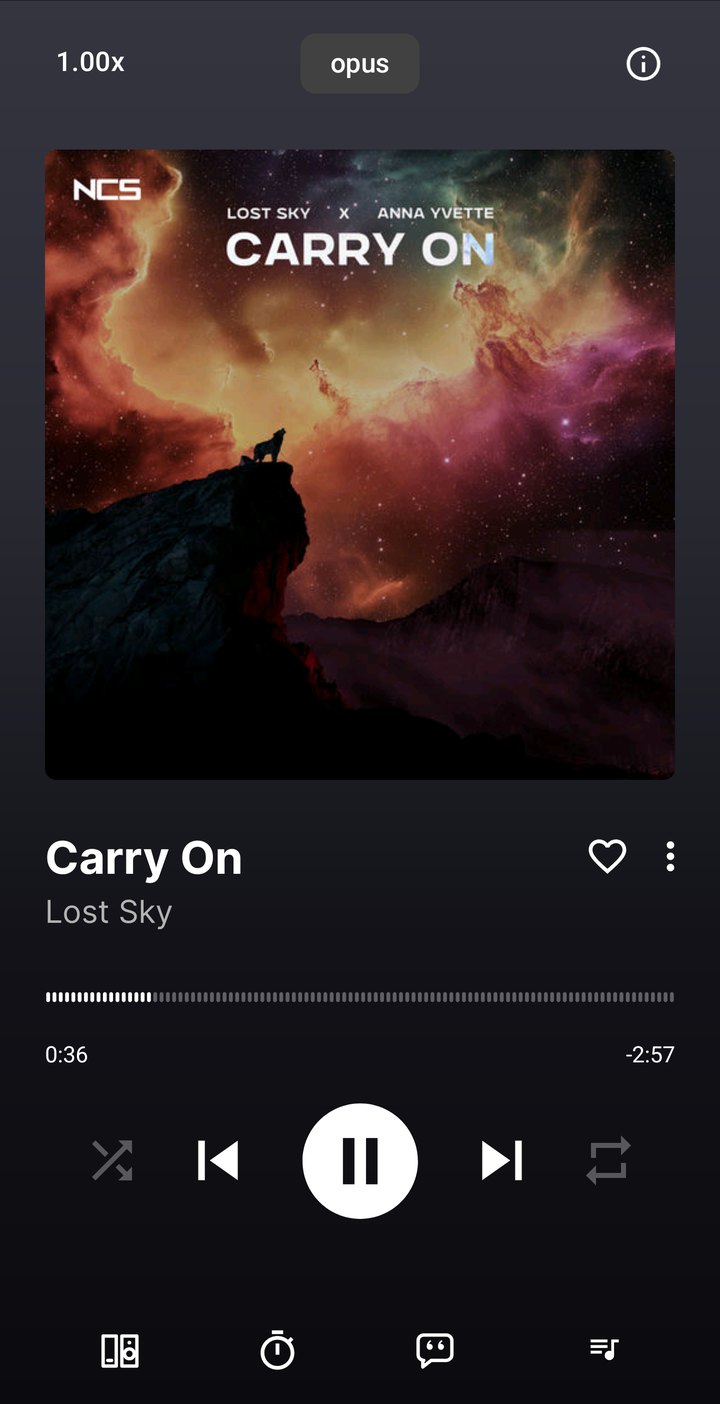 1.00x
opus
NCS
LOST SKY X ANNA YVETTE
CARRY ON
Carry On
Lost Sky
0:36
-2:57